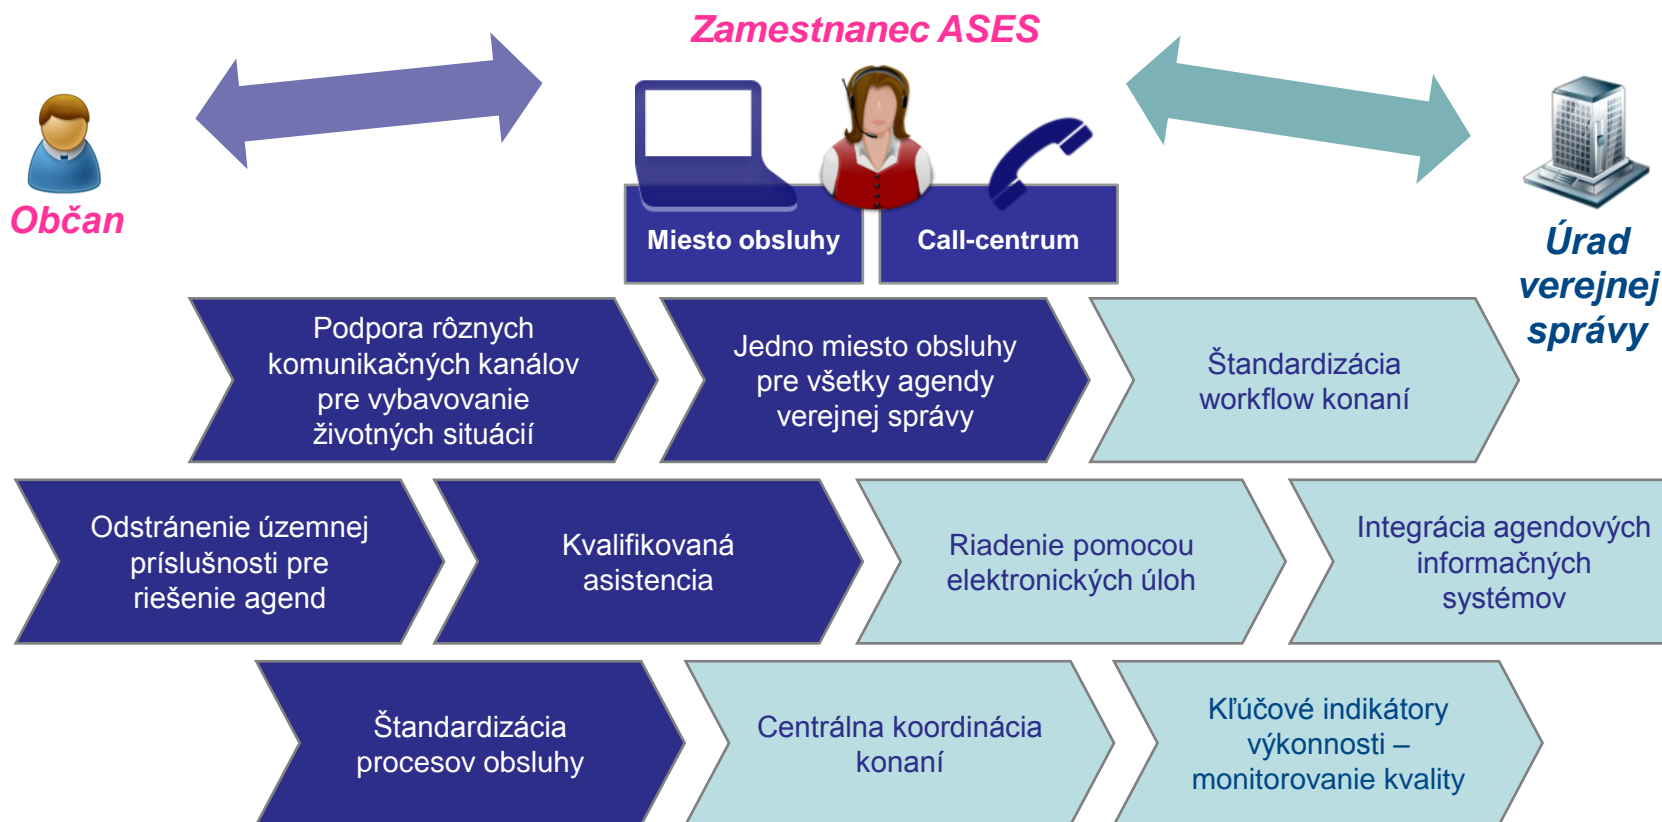 Zamestnanec ASES
Občan
Miesto obsluhy
Call-centrum
Úrad
verejnej
správy
Podpora rôznych
komunikačných kanálov
pre vybavovanie
životných situácií
Jedno miesto obsluhy
pre všetky agendy
verejnej správy
Štandardizácia
workflow konaní
Odstránenie územnej
príslušnosti pre
riešenie agend
Kvalifikovaná
asistencia
Riadenie pomocou
elektronických úloh
Integrácia agendových
informačných
systémov
Štandardizácia
procesov obsluhy
Centrálna koordinácia
konaní
Kľúčové indikátory
výkonnosti –
monitorovanie kvality